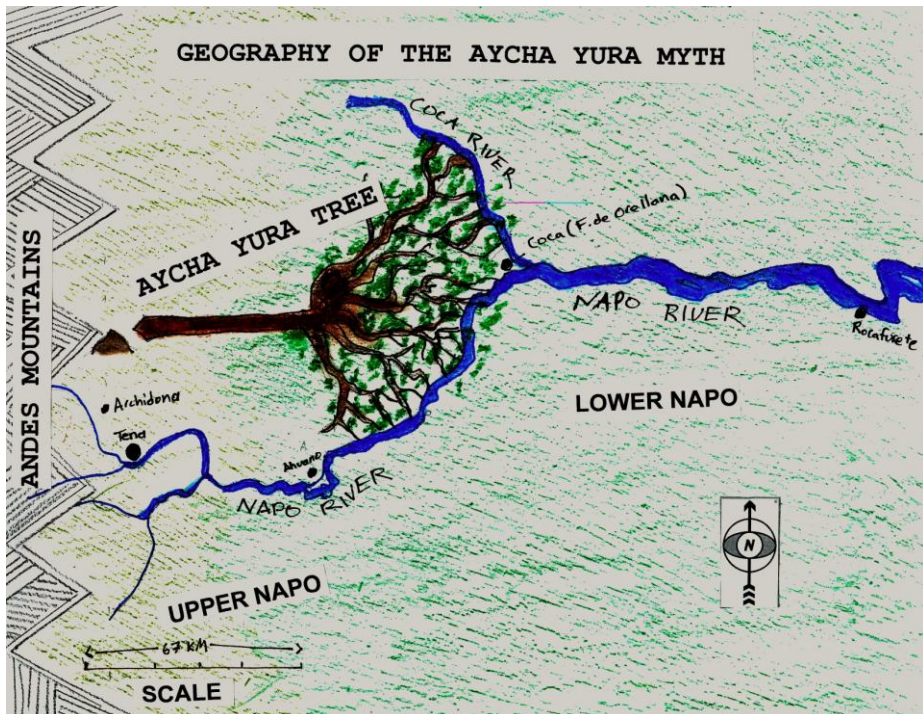 GEOGRAPHY OF THE AYCHA YURA MYTH
COCA RIVER
AYCHA YURA TREE
Coca (F. de Orellana)
NAPO RIVER
Rocafuerte
ANDES MOUNTAINS
Archidona
Tena
Ahuano
LOWER NAPO
NAPO RIVER
N
UPPER NAPO
67 KM
SCALE